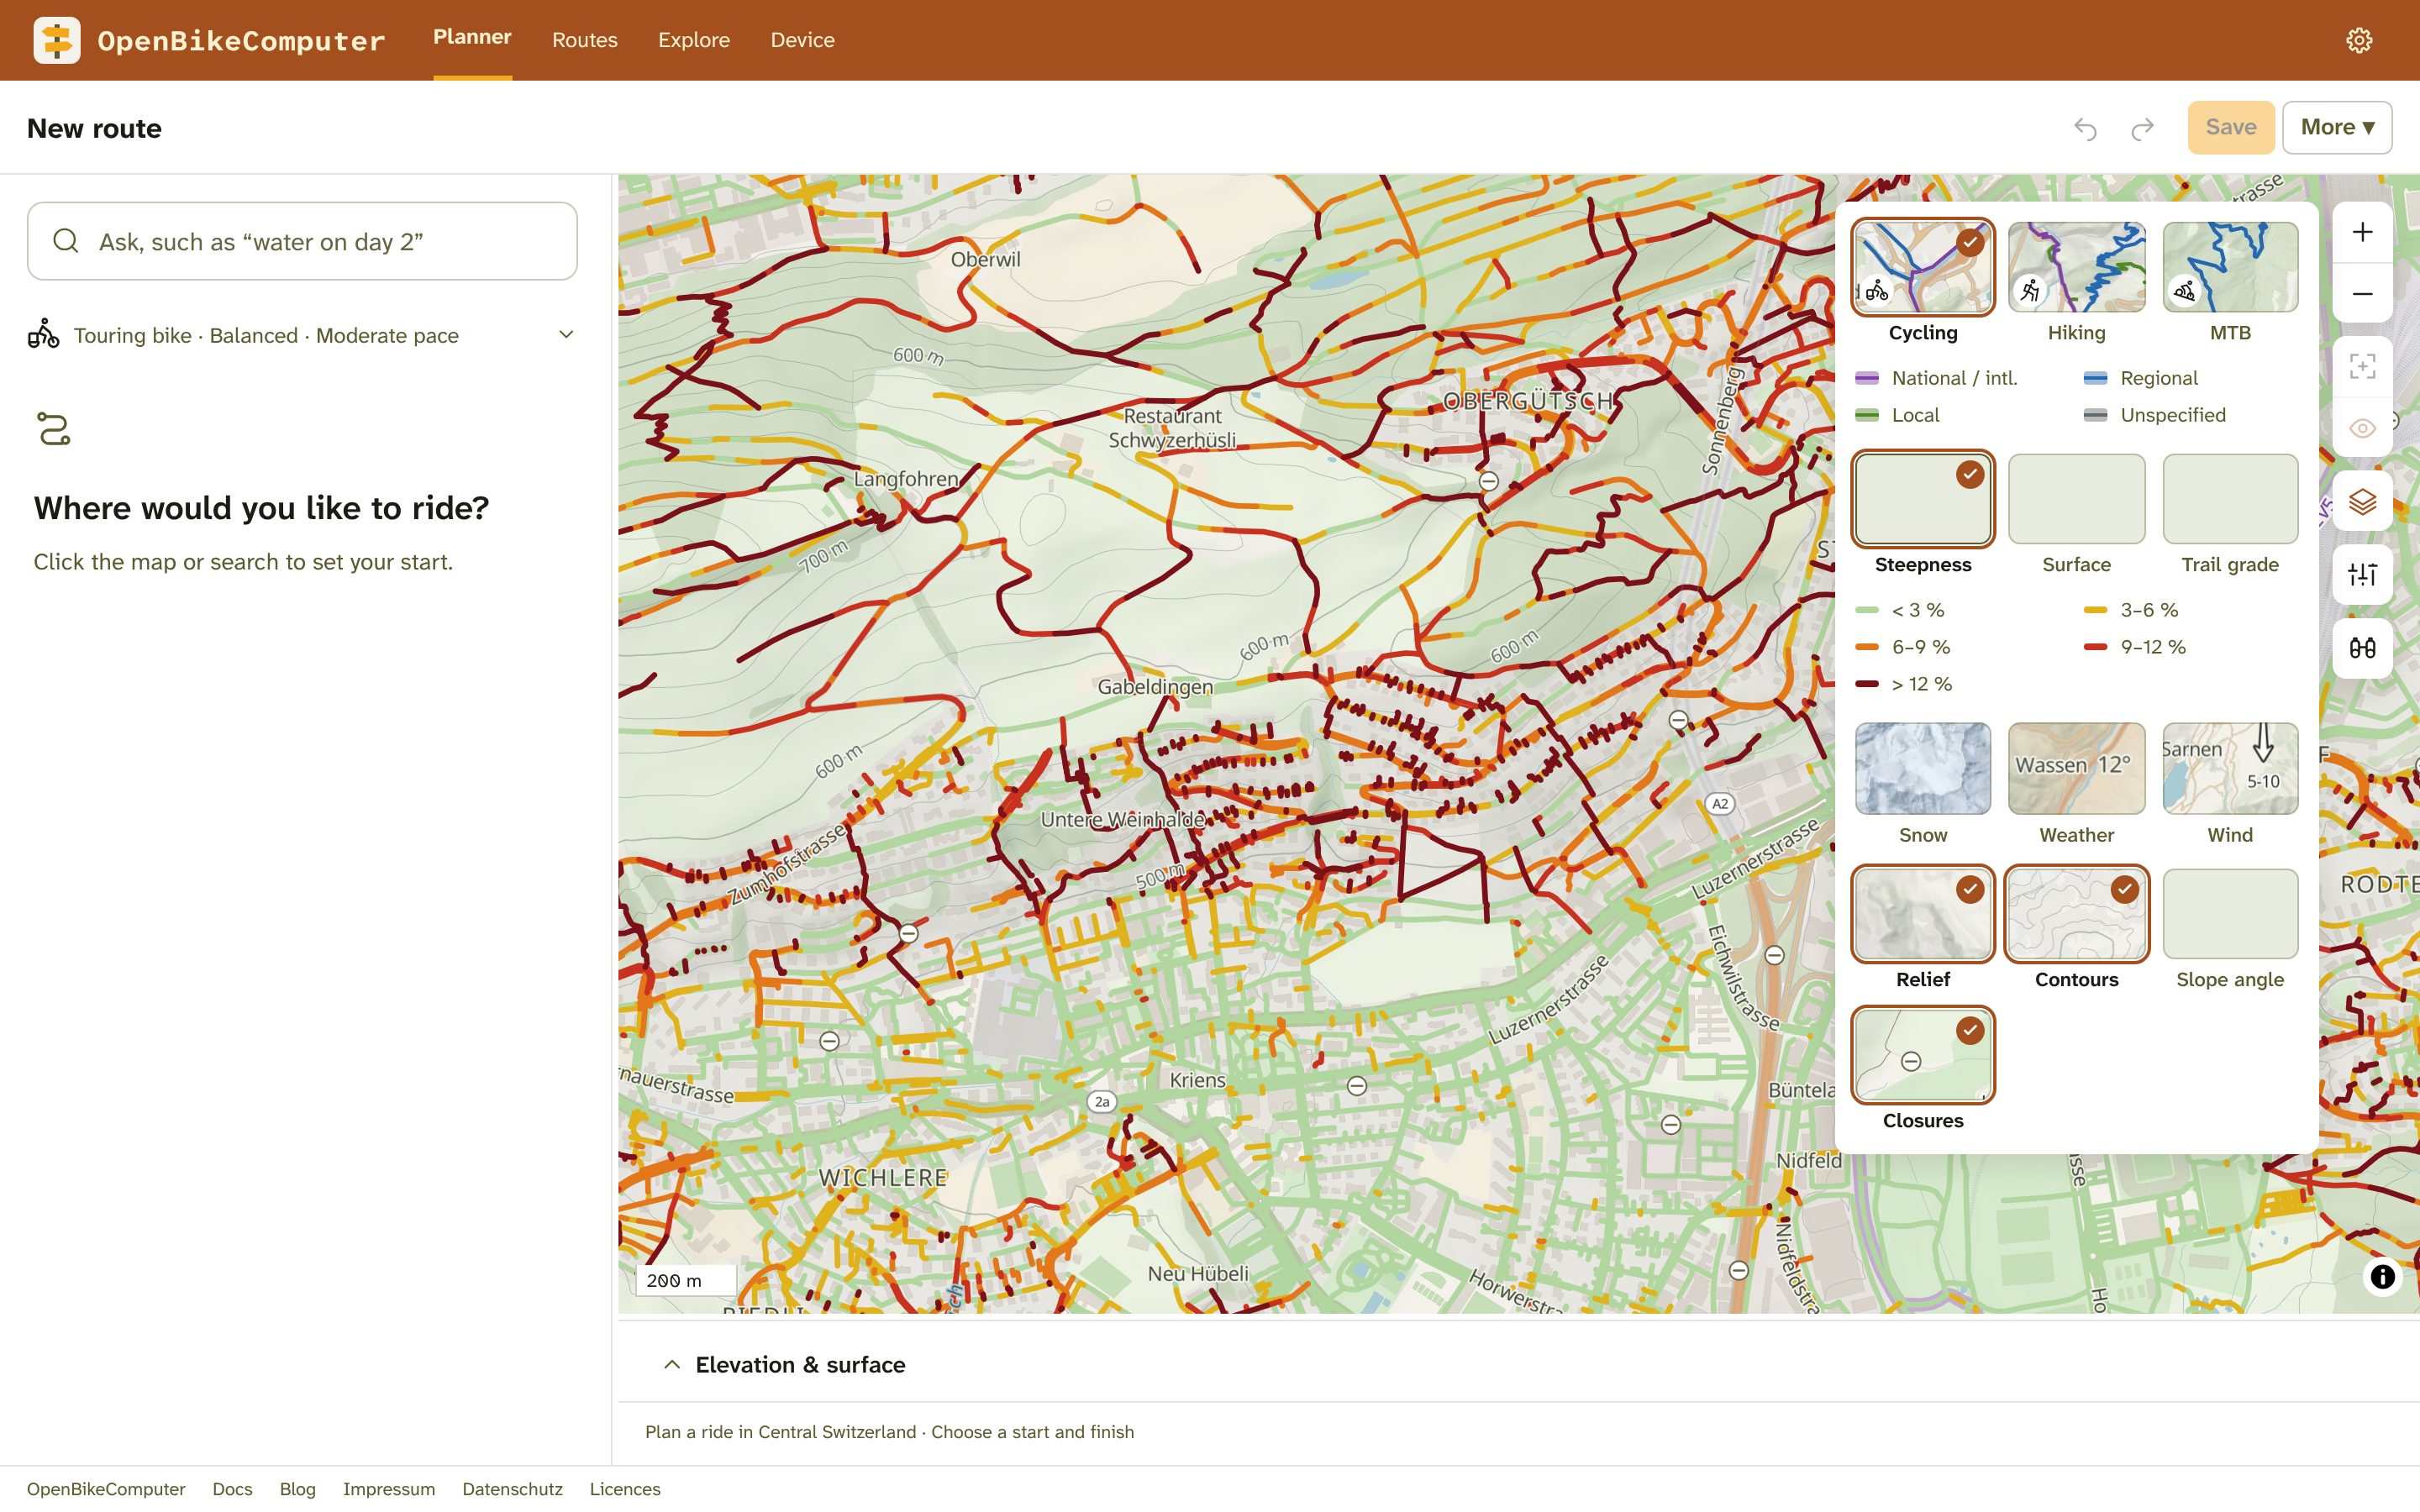 OpenBikeComputer Planner Routes Explore Device
New route
Save More ▾
Ask, such as “water on day 2”
Touring bike · Balanced · Moderate pace
Where would you like to ride?
Click the map or search to set your start.
Oberwil
600 m
Restaurant
Schwyzerhüsli
OBERGÜTSCH
Sonnenberg
Langfohren
700 m
600 m
600 m
Gabeldingen
600 m
Untere Weinhalde
A2
Zumhofstrasse
500 m
Luzernerstrasse
Eichwilstrasse
Luzernerstrasse
Kriens
2a
WICHLERE
Nidfeld
Neu Hübeli
200 m
Cycling Hiking MTB
National / intl. Regional
Local Unspecified
Steepness Surface Trail grade
< 3 % 3–6 %
6–9 % 9–12 %
> 12 %
Wassen 12°
Sarnen
5-10
Snow Weather Wind
Relief Contours Slope angle
Closures
Elevation & surface
Plan a ride in Central Switzerland · Choose a start and finish
OpenBikeComputer Docs Blog Impressum Datenschutz Licences